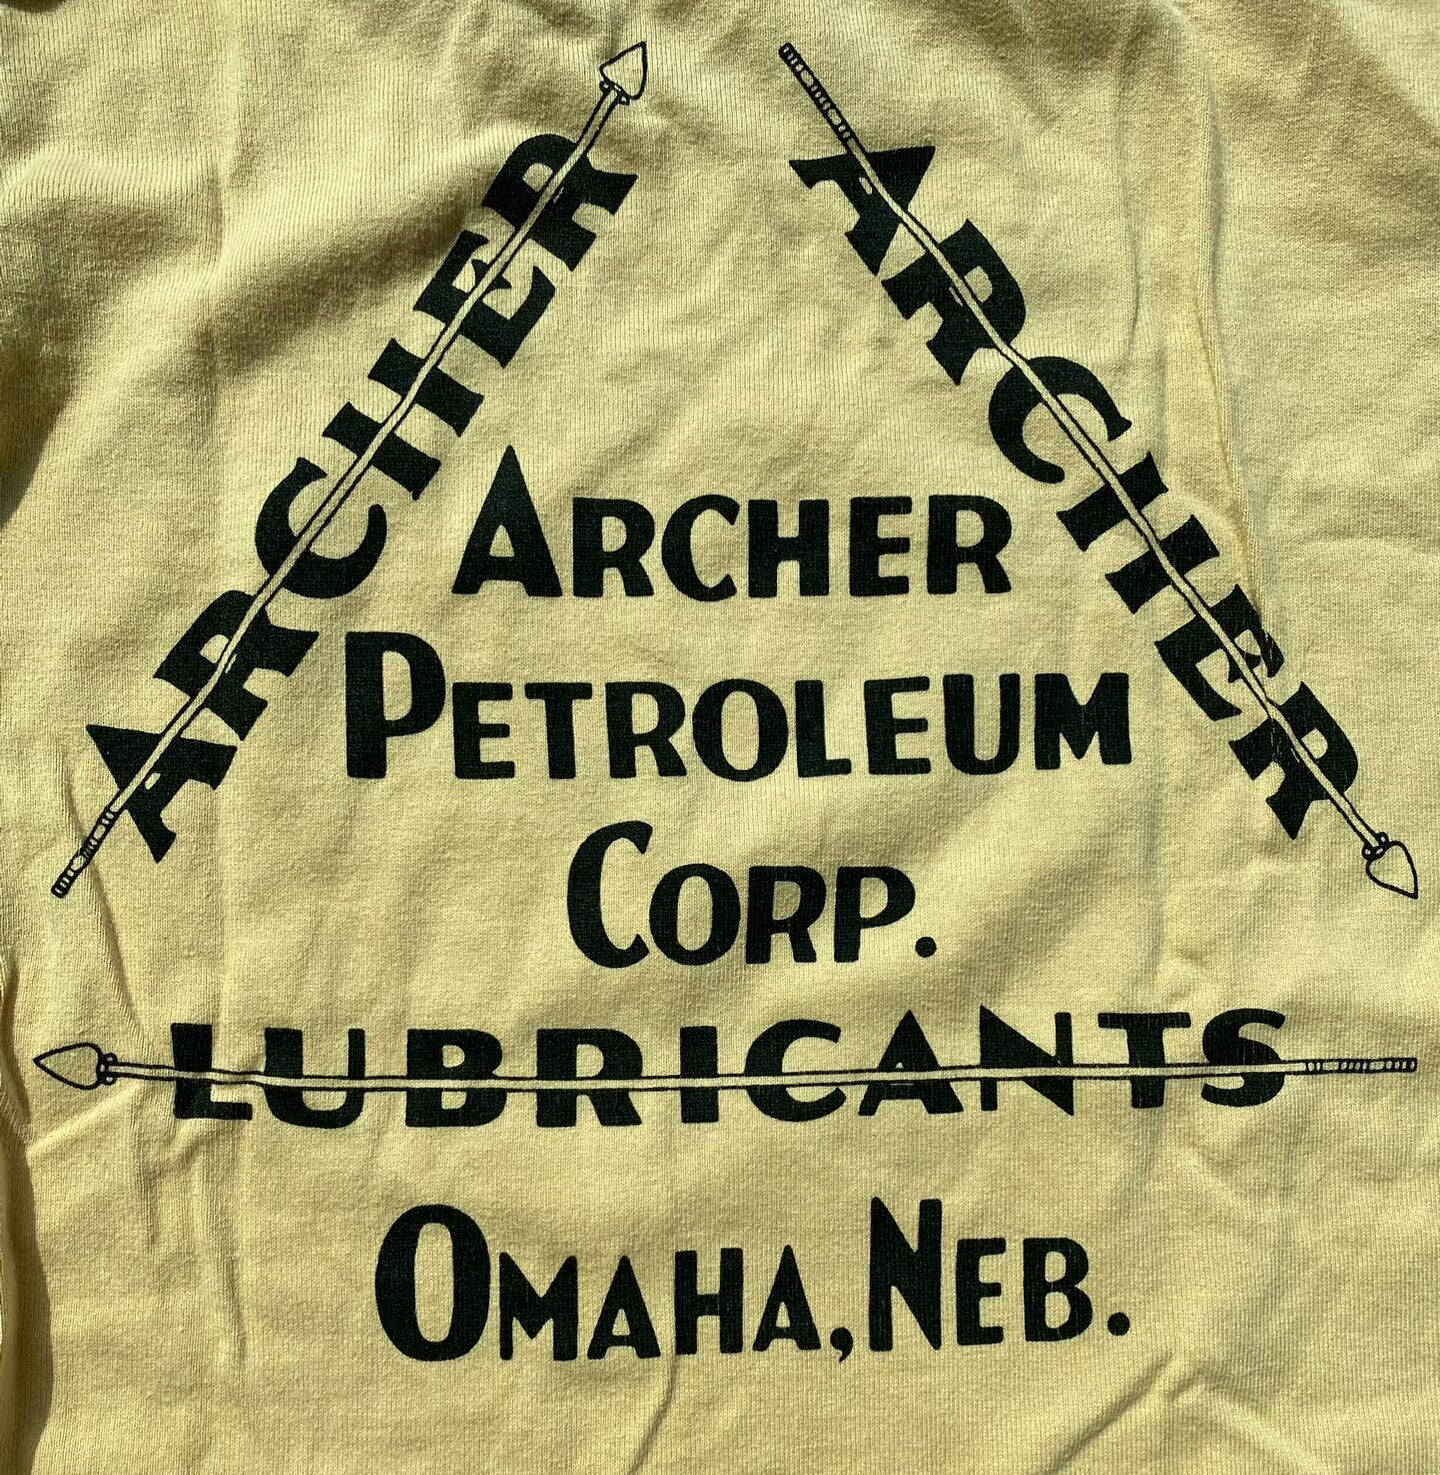 ARCHER
ARCHER
ARCHER
PETROLEUM
CORP.
LUBRICANTS
OMAHA, NEB.